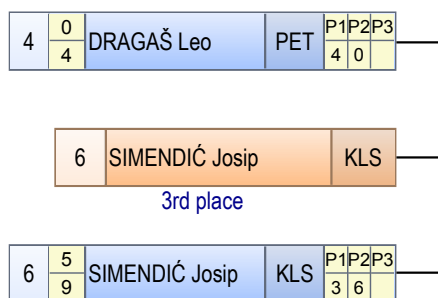 4 0 4 DRAGAŠ Leo PET P1 P2 P3 4 0
6 SIMENDIĆ Josip KLS
3rd place
6 5 9 SIMENDIĆ Josip KLS P1 P2 P3 3 6